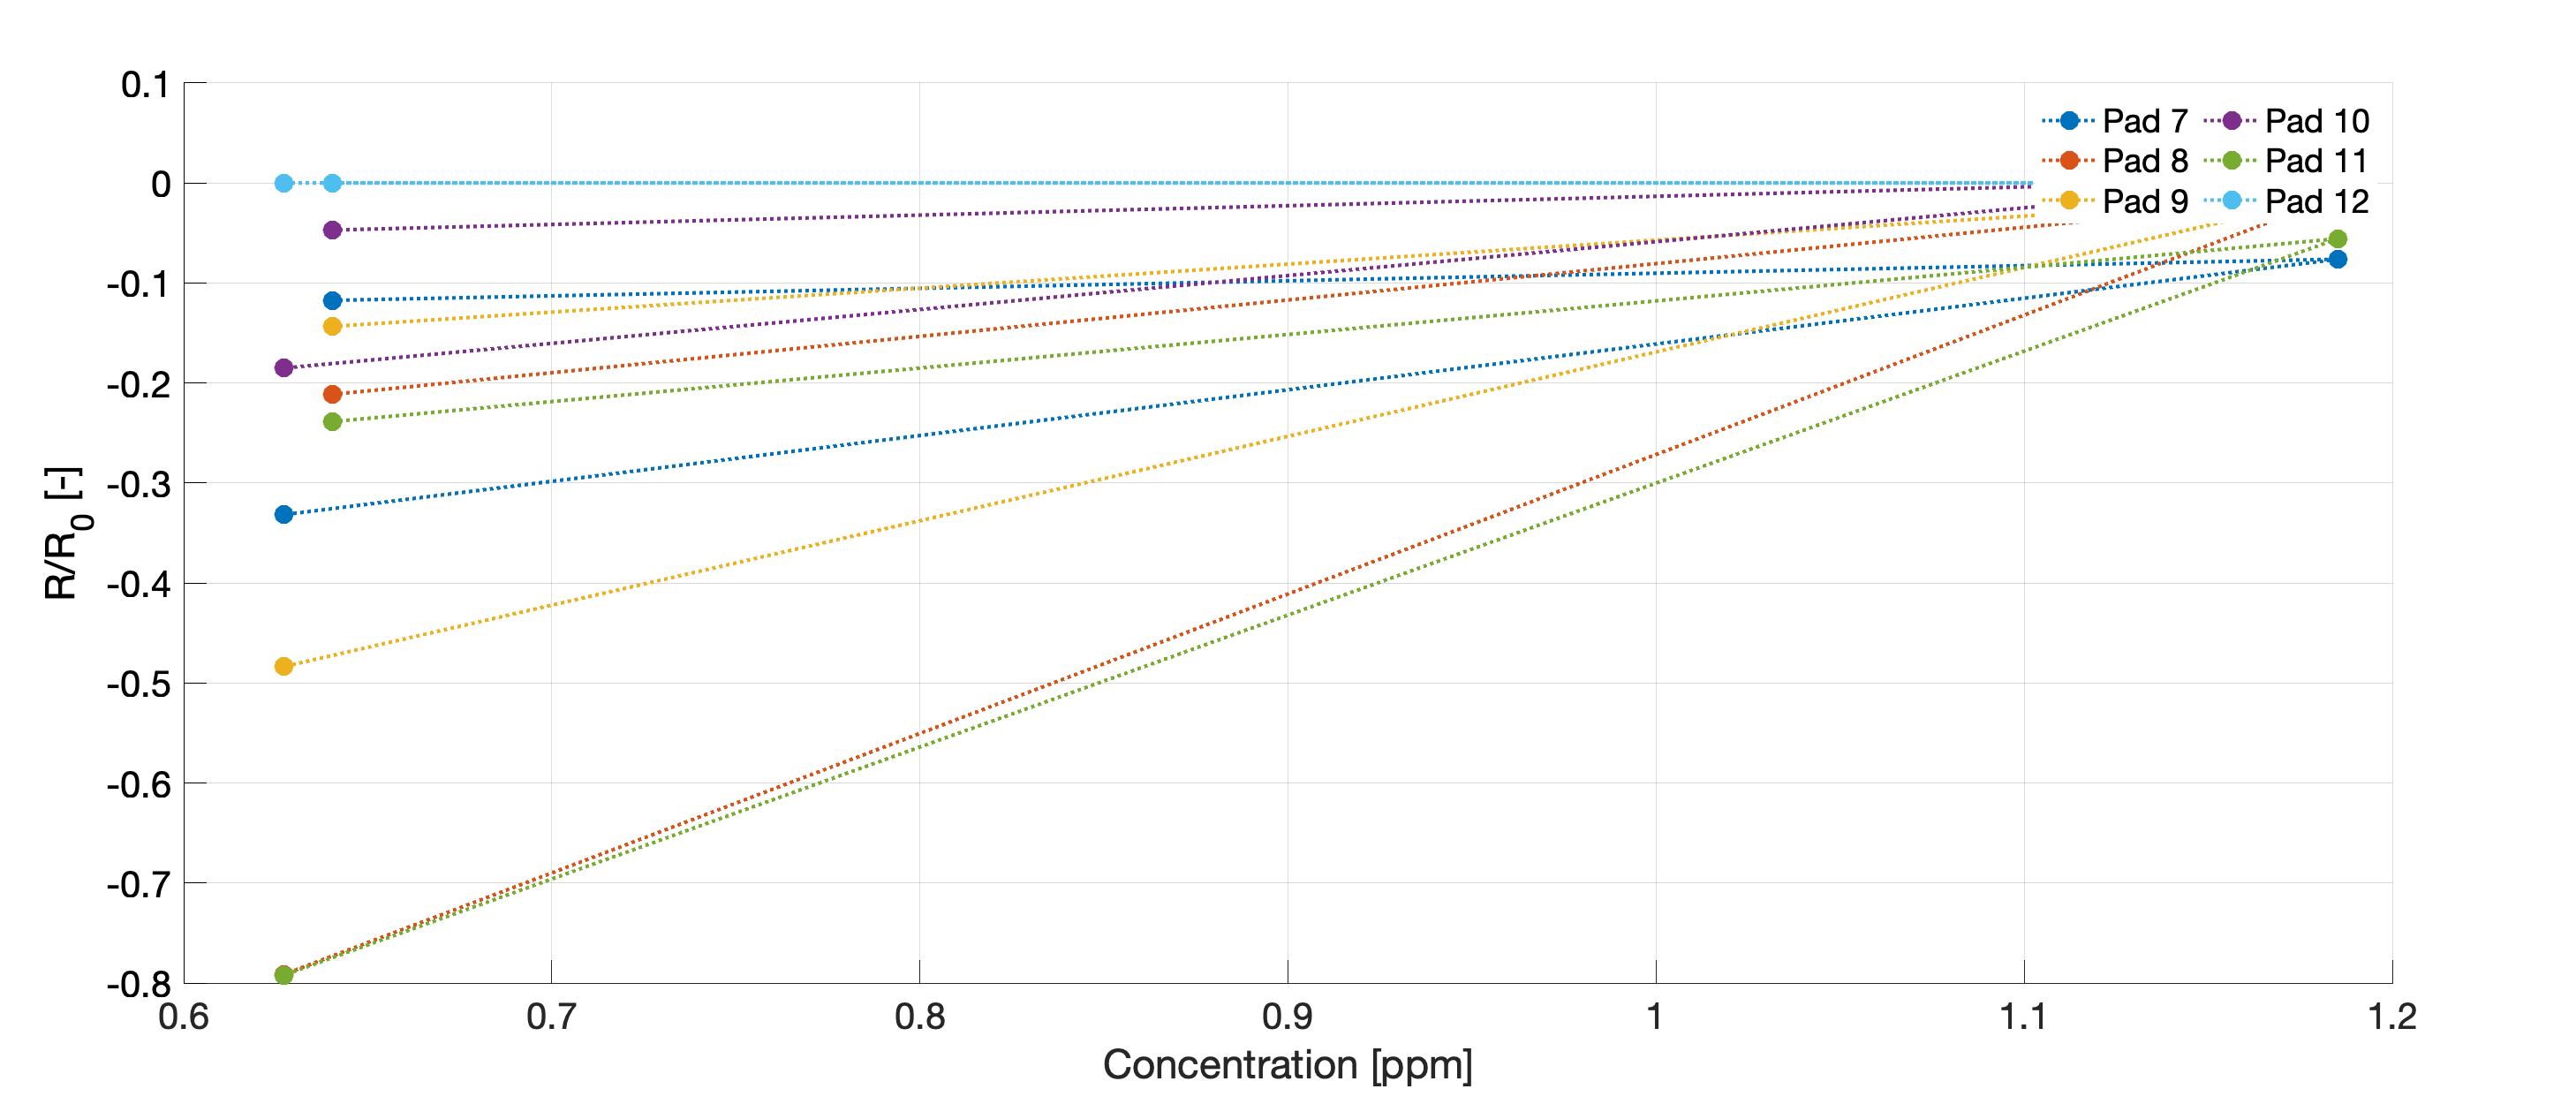 0.1
0
-0.1
-0.2
-0.3
-0.4
-0.5
-0.6
-0.7
-0.8
R/R0 [-]
0.6 0.7 0.8 0.9 1 1.1 1.2
Concentration [ppm]
Pad 7 Pad 10
Pad 8 Pad 11
Pad 9 Pad 12